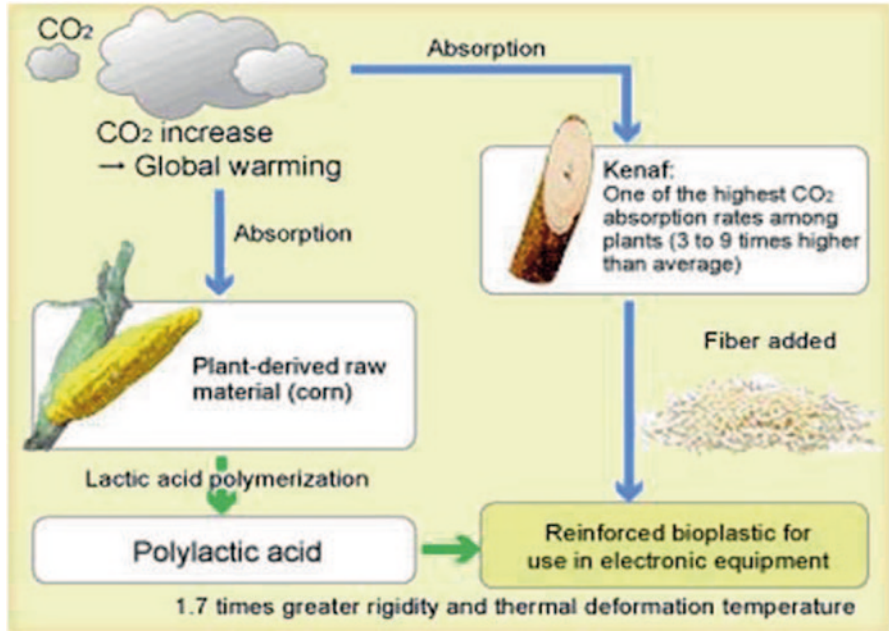 CO₂
Absorption
CO₂ increase
→ Global warming
Kenaf:
One of the highest CO₂
absorption rates among
plants (3 to 9 times higher
than average)
Absorption
Plant-derived raw
material (corn)
Fiber added
Lactic acid polymerization
Polylactic acid
Reinforced bioplastic for
use in electronic equipment
1.7 times greater rigidity and thermal deformation temperature